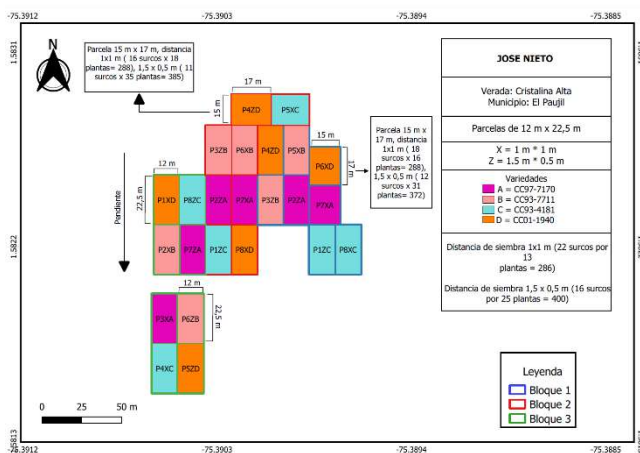 -75.3912 -75.3903 -75.3894 -75.3885
1.5831
1.5822
1.5813
N
Parcela 15 m x
17 m, distancia
1x1 m ( 16 surcos x 18
plantas= 288), 1,5 x 0,5 m ( 11
surcos x 35 plantas= 385)
17 m
15 m
P4ZD P5XC
P3ZB P6XB P4ZD P5XB
15 m
P6XD
17 m
Parcela 15 m x
17 m, distancia
1x1 m ( 18
surcos x 16
plantas= 288),
1,5 x 0,5 m ( 12
surcos x 31
plantas= 372)
12 m
22,5 m
Pandiente
P1XD P8ZC P2ZA P7XA P3ZB P2ZA P7XA
P2XB P7ZA P1ZC P8XD P1ZC P8XC
12 m
22,5 m
P3XA P6ZB
P4XC P5ZD
0 25 50 m
JOSE NIETO
Verada: Cristalina Alta
Municipio: El Paujil
Parcelas de 12 m x 22,5 m
X = 1 m * 1 m
Z = 1.5 m * 0.5 m
Variedades
A = CC97-7170
B = CC93-7711
C = CC93-4181
D = CC01-1940
Distancia de siembra 1x1 m (22 surcos por
13
plantas = 286)
Distancia de siembra 1,5 x 0,5 m (16 surcos
por 25 plantas = 400)
Leyenda
Bloque 1
Bloque 2
Bloque 3
-75.3912 -75.3903 -75.3894 -75.3885